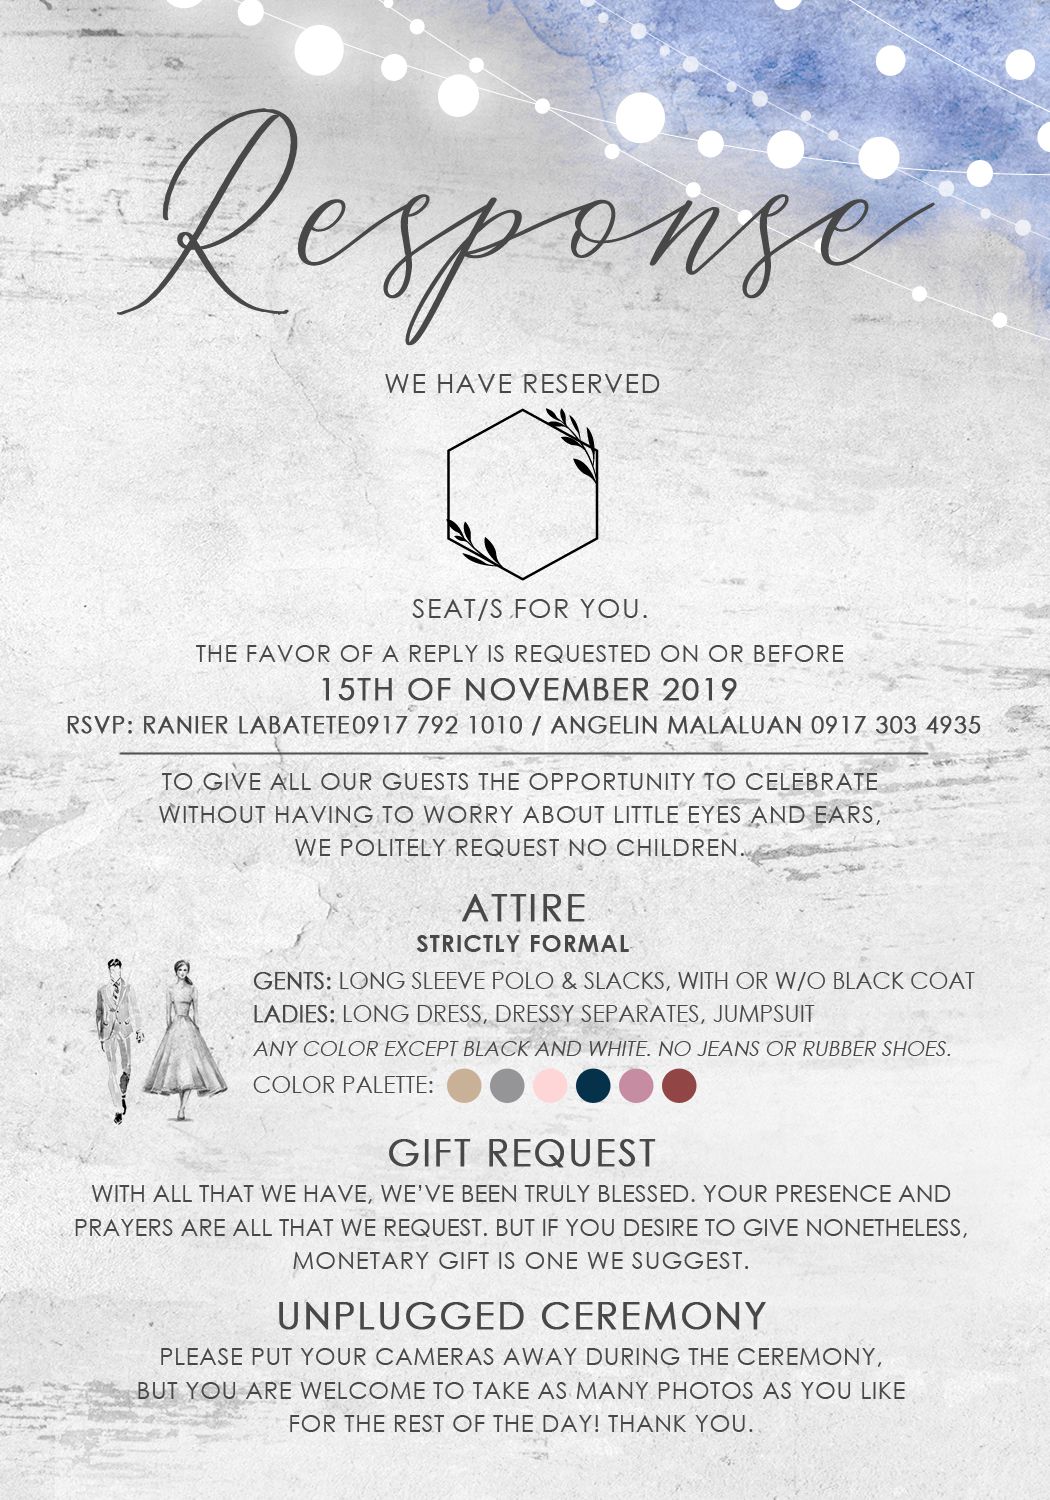 Response
WE HAVE RESERVED
SEAT/S FOR YOU.
THE FAVOR OF A REPLY IS REQUESTED ON OR BEFORE
15TH OF NOVEMBER 2019
RSVP: RANIER LABATETE0917 792 1010 / ANGELIN MALALUAN 0917 303 4935
TO GIVE ALL OUR GUESTS THE OPPORTUNITY TO CELEBRATE
WITHOUT HAVING TO WORRY ABOUT LITTLE EYES AND EARS,
WE POLITELY REQUEST NO CHILDREN.
ATTIRE
STRICTLY FORMAL
GENTS: LONG SLEEVE POLO & SLACKS, WITH OR W/O BLACK COAT
LADIES: LONG DRESS, DRESSY SEPARATES, JUMPSUIT
ANY COLOR EXCEPT BLACK AND WHITE. NO JEANS OR RUBBER SHOES.
COLOR PALETTE:
GIFT REQUEST
WITH ALL THAT WE HAVE, WE'VE BEEN TRULY BLESSED. YOUR PRESENCE AND
PRAYERS ARE ALL THAT WE REQUEST. BUT IF YOU DESIRE TO GIVE NONETHELESS,
MONETARY GIFT IS ONE WE SUGGEST.
UNPLUGGED CEREMONY
PLEASE PUT YOUR CAMERAS AWAY DURING THE CEREMONY,
BUT YOU ARE WELCOME TO TAKE AS MANY PHOTOS AS YOU LIKE
FOR THE REST OF THE DAY! THANK YOU.